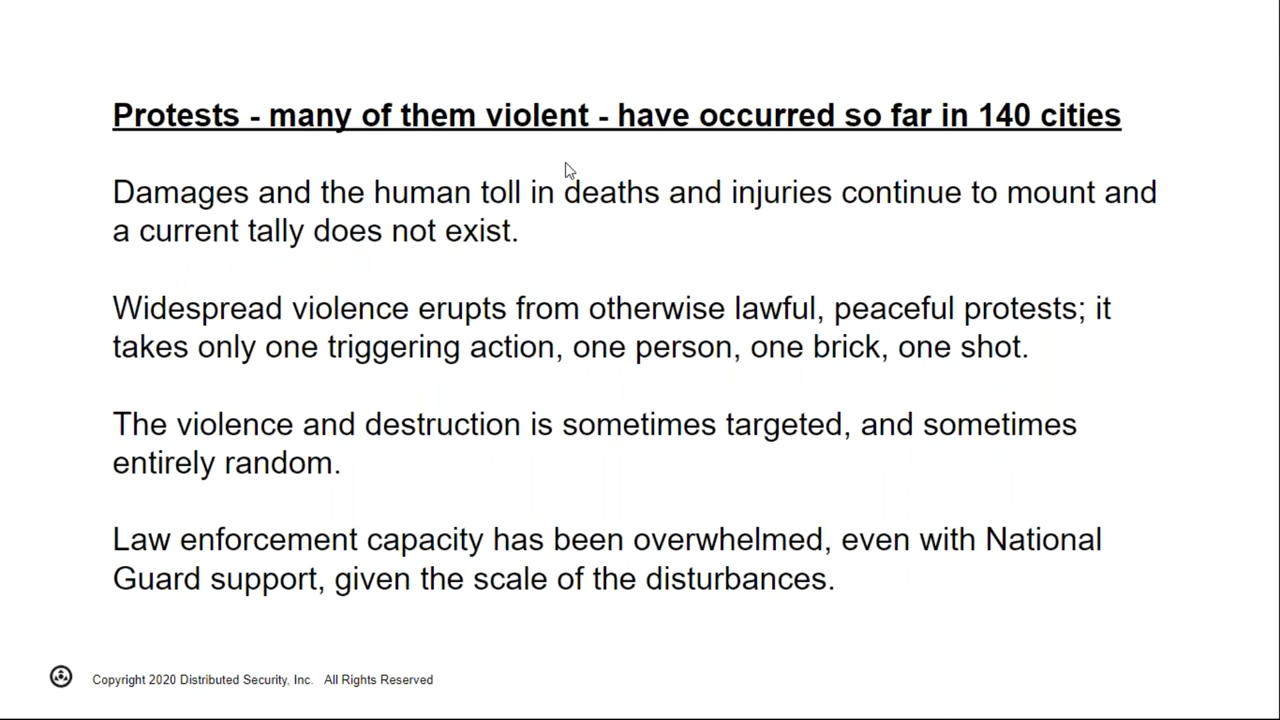 Protests - many of them violent - have occurred so far in 140 cities
Damages and the human toll in deaths and injuries continue to mount and
a current tally does not exist.
Widespread violence erupts from otherwise lawful, peaceful protests; it
takes only one triggering action, one person, one brick, one shot.
The violence and destruction is sometimes targeted, and sometimes
entirely random.
Law enforcement capacity has been overwhelmed, even with National
Guard support, given the scale of the disturbances.
Copyright 2020 Distributed Security, Inc. All Rights Reserved